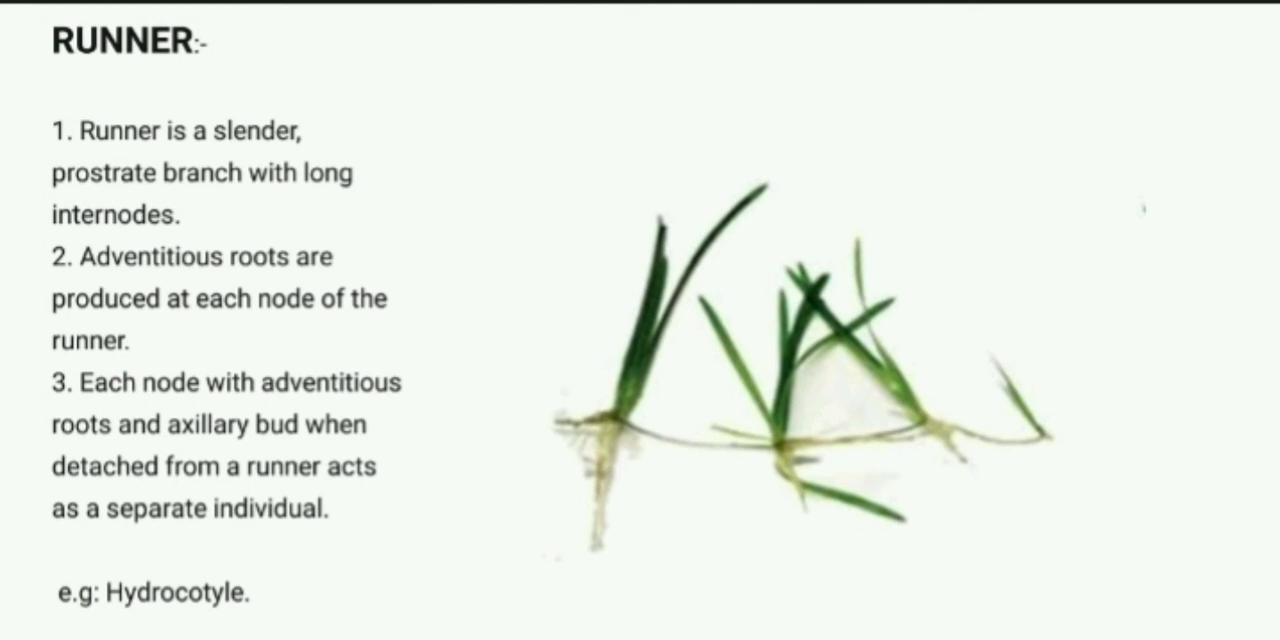 RUNNER:-
1. Runner is a slender,
prostrate branch with long
internodes.
2. Adventitious roots are
produced at each node of the
runner.
3. Each node with adventitious
roots and axillary bud when
detached from a runner acts
as a separate individual.
e.g: Hydrocotyle.